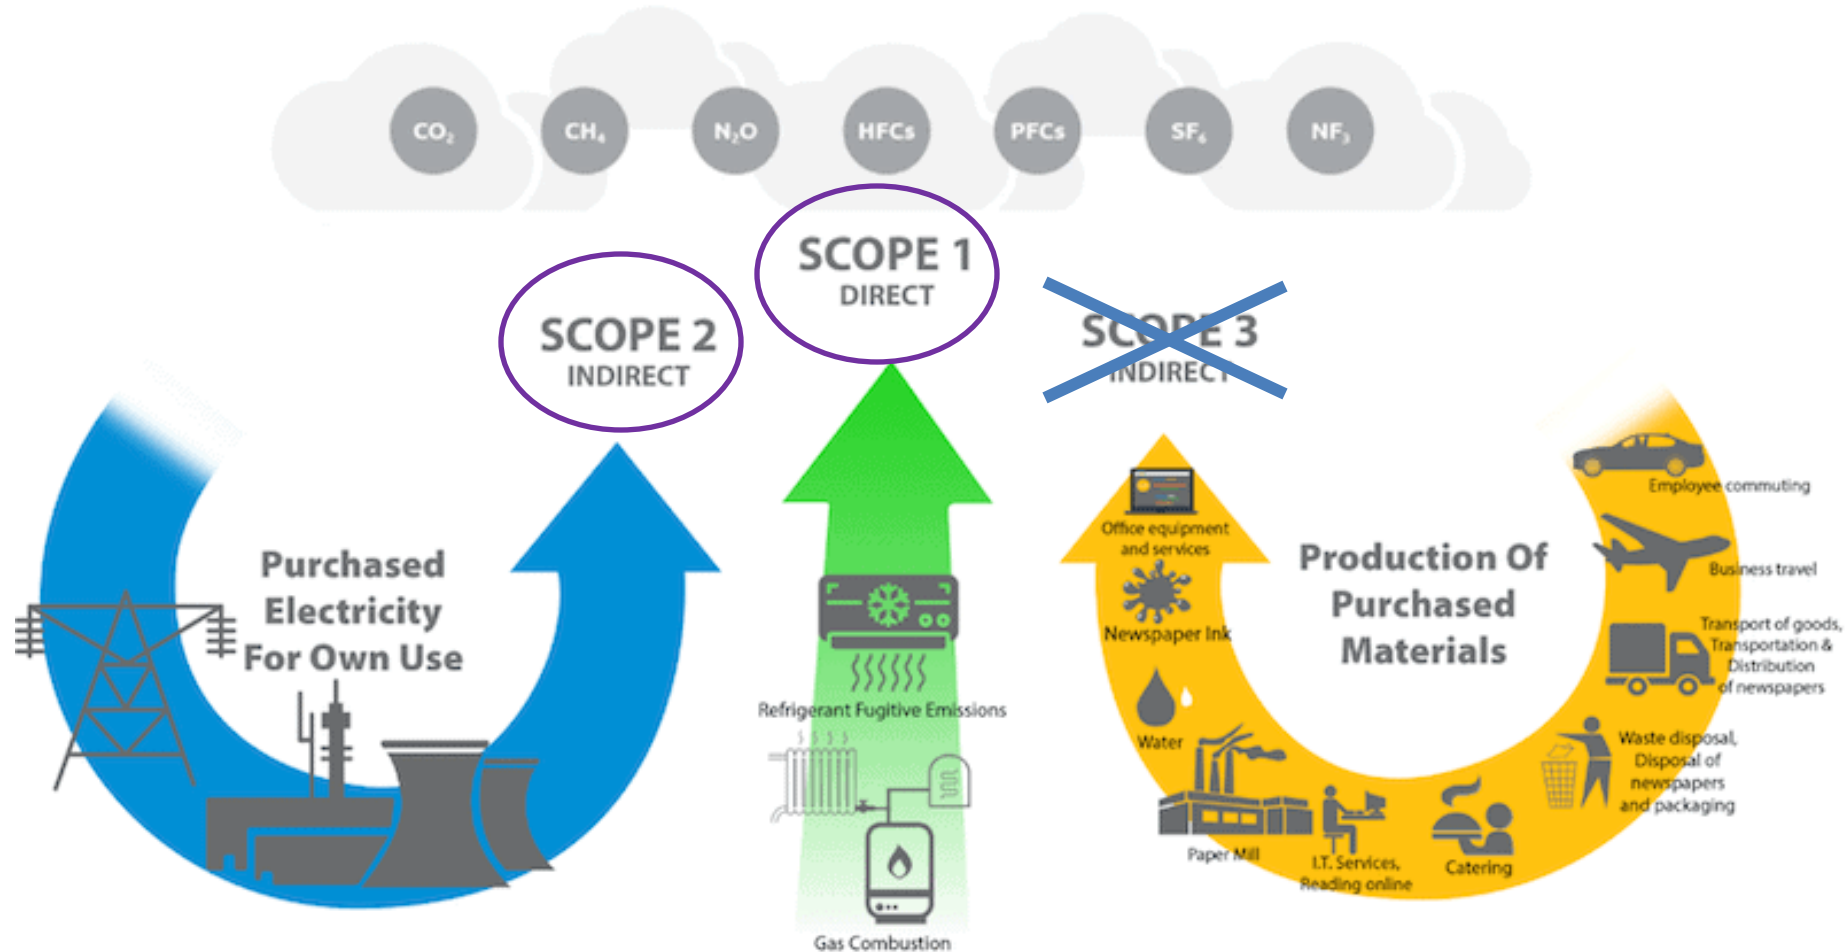 CO₂
CH₄
N₂O
HFCs
PFCs
SF₆
NF₃
SCOPE 1
DIRECT
SCOPE 2
INDIRECT
SCOPE 3
INDIRECT
Purchased
Electricity
For Own Use
Refrigerant Fugitive Emissions
Gas Combustion
Production Of
Purchased
Materials
Office equipment
and services
Newspaper Ink
Water
Paper Mill
I.T. Services,
Reading online
Catering
Waste disposal,
Disposal of
newspapers
and packaging
Transport of goods,
Transportation &
Distribution
of newspapers
Business travel
Employee commuting